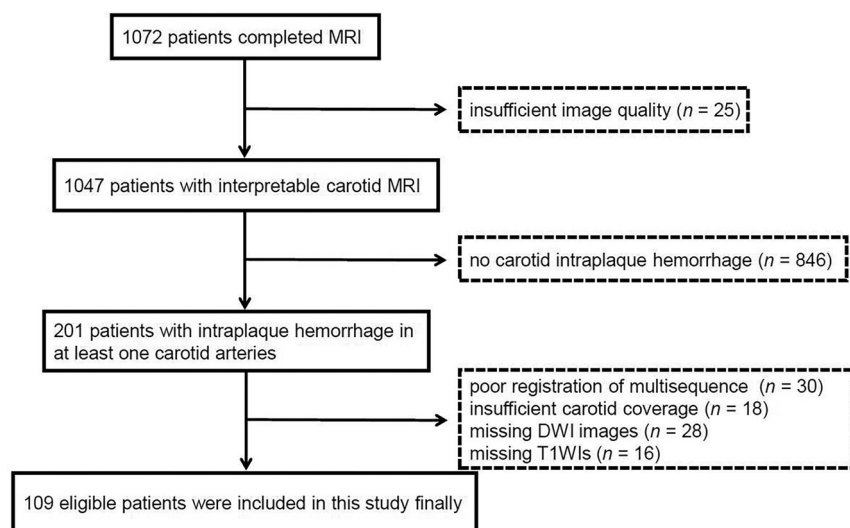 1072 patients completed MRI
insufficient image quality (n = 25)
1047 patients with interpretable carotid MRI
no carotid intraplaque hemorrhage (n = 846)
201 patients with intraplaque hemorrhage in
at least one carotid arteries
poor registration of multisequence (n = 30)
insufficient carotid coverage (n = 18)
missing DWI images (n = 28)
missing T1WIs (n = 16)
109 eligible patients were included in this study finally